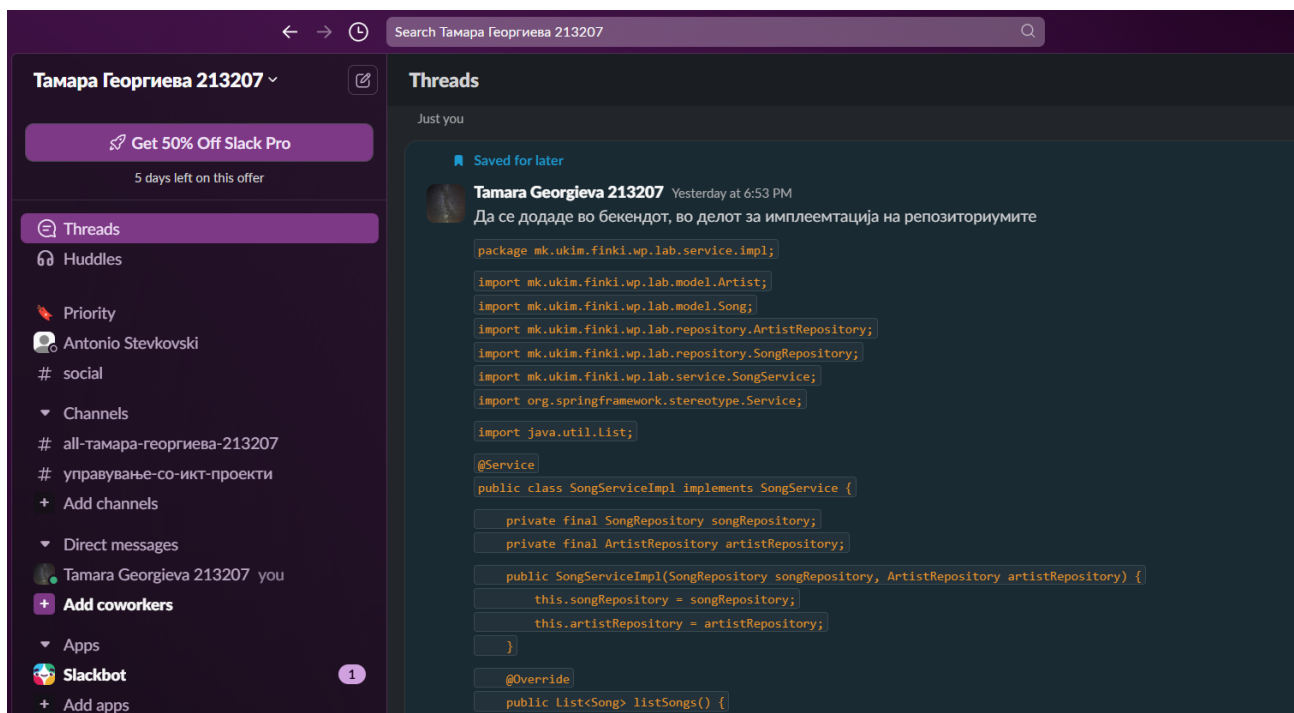 Search Тамара Георгиева 213207
Тамара Георгиева 213207
Get 50% Off Slack Pro
5 days left on this offer
Threads
Huddles
Priority
Antonio Stevkovski
# social
Channels
# all-тамара-георгиева-213207
# управување-со-икт-проекти
+ Add channels
Direct messages
Tamara Georgieva 213207 you
+ Add coworkers
Apps
Slackbot 1
+ Add apps
Threads
Just you
Saved for later
Tamara Georgieva 213207 Yesterday at 6:53 PM
Да се додаде во бекендот, во делот за имплеемтација на репозиториумите
package mk.ukim.finki.wp.lab.service.impl;
import mk.ukim.finki.wp.lab.model.Artist;
import mk.ukim.finki.wp.lab.model.Song;
import mk.ukim.finki.wp.lab.repository.ArtistRepository;
import mk.ukim.finki.wp.lab.repository.SongRepository;
import mk.ukim.finki.wp.lab.service.SongService;
import org.springframework.stereotype.Service;
import java.util.List;
@Service
public class SongServiceImpl implements SongService {
private final SongRepository songRepository;
private final ArtistRepository artistRepository;
public SongServiceImpl(SongRepository songRepository, ArtistRepository artistRepository) {
this.songRepository = songRepository;
this.artistRepository = artistRepository;
}
@Override
public List<Song> listSongs() {